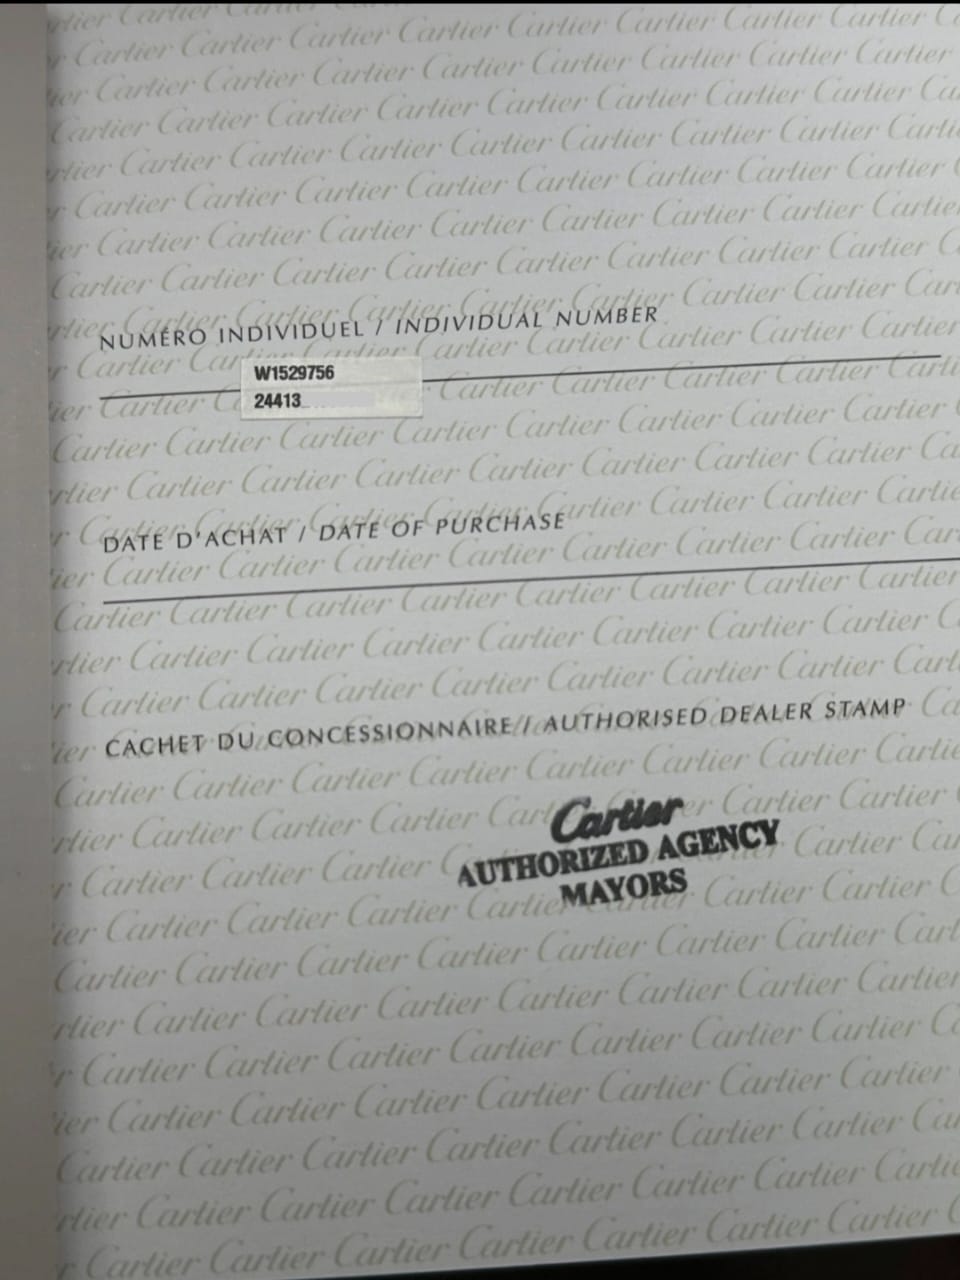 NUMÉRO INDIVIDUEL / INDIVIDUAL NUMBER
W1529756
24413
DATE D'ACHAT / DATE OF PURCHASE
CACHET DU CONCESSIONNAIRE / AUTHORISED DEALER STAMP
Cartier
AUTHORIZED AGENCY
MAYORS